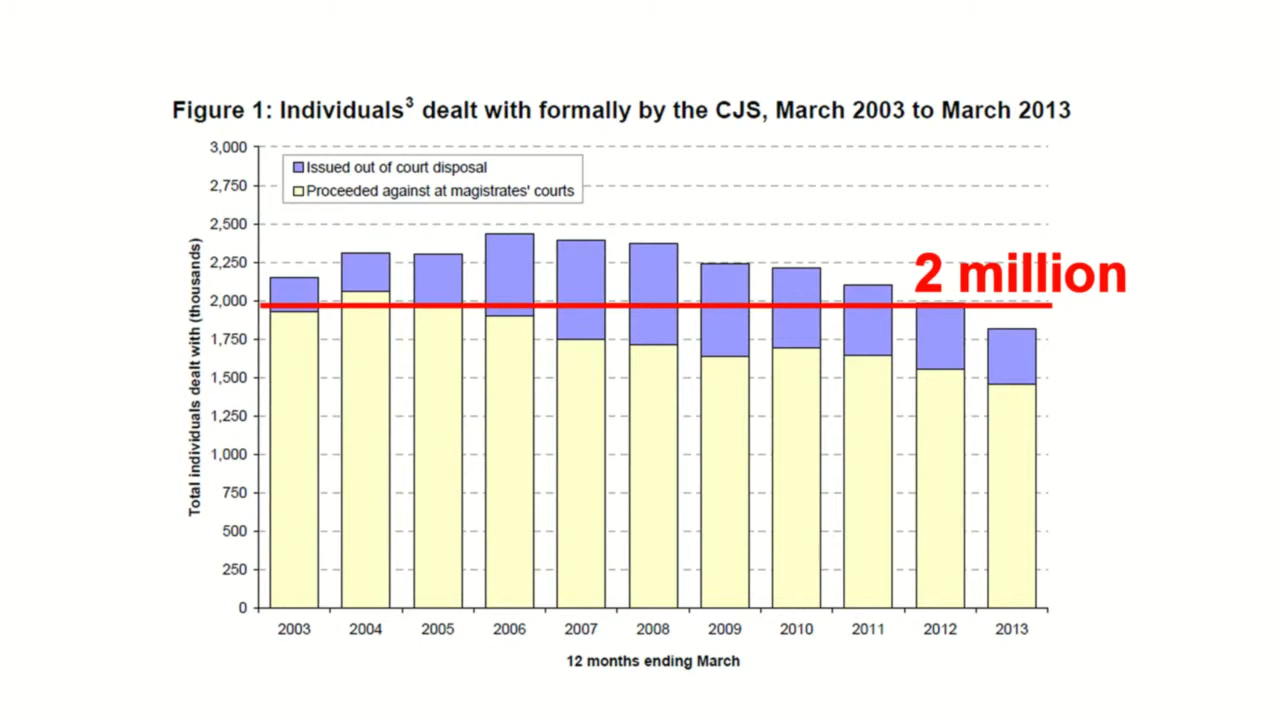 Figure 1: Individuals³ dealt with formally by the CJS, March 2003 to March 2013
3,000
Issued out of court disposal
Proceeded against at magistrates' courts
2,750
2,500
2,250
2 million
2,000
1,750
1,500
1,250
1,000
750
500
250
0
Total individuals dealt with (thousands)
2003 2004 2005 2006 2007 2008 2009 2010 2011 2012 2013
12 months ending March